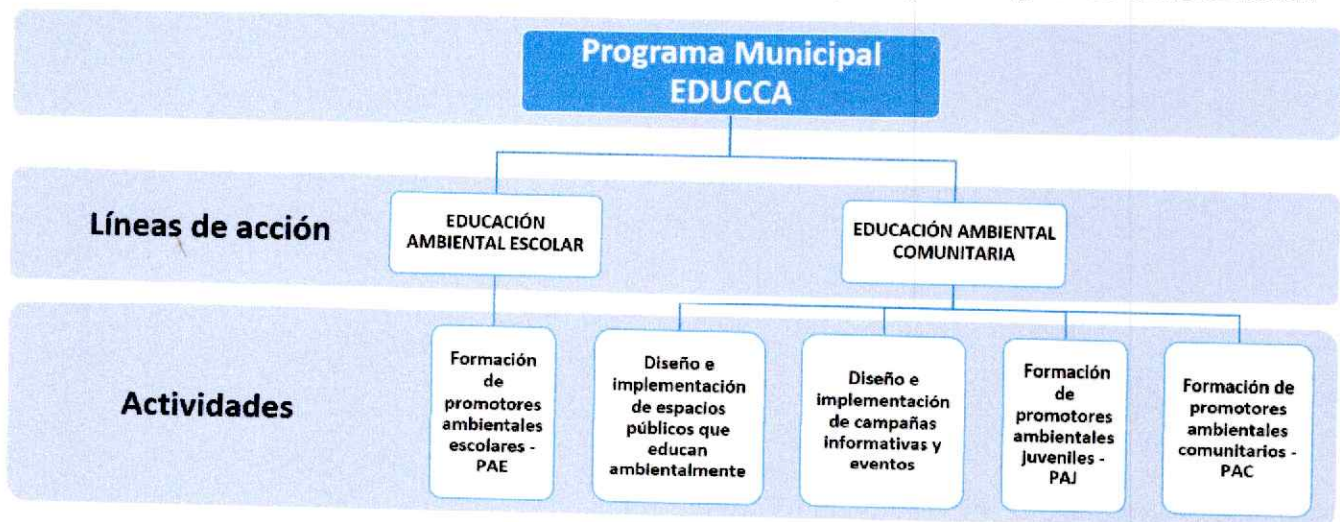 Programa Municipal
EDUCCA
Líneas de acción
EDUCACIÓN
AMBIENTAL ESCOLAR
EDUCACIÓN AMBIENTAL
COMUNITARIA
Actividades
Formación
de
promotores
ambientales
escolares -
PAE
Diseño e
implementación
de espacios
públicos que
educan
ambientalmente
Diseño e
implementación
de campañas
informativas y
eventos
Formación
de
promotores
ambientales
juveniles -
PAJ
Formación de
promotores
ambientales
comunitarios -
PAC